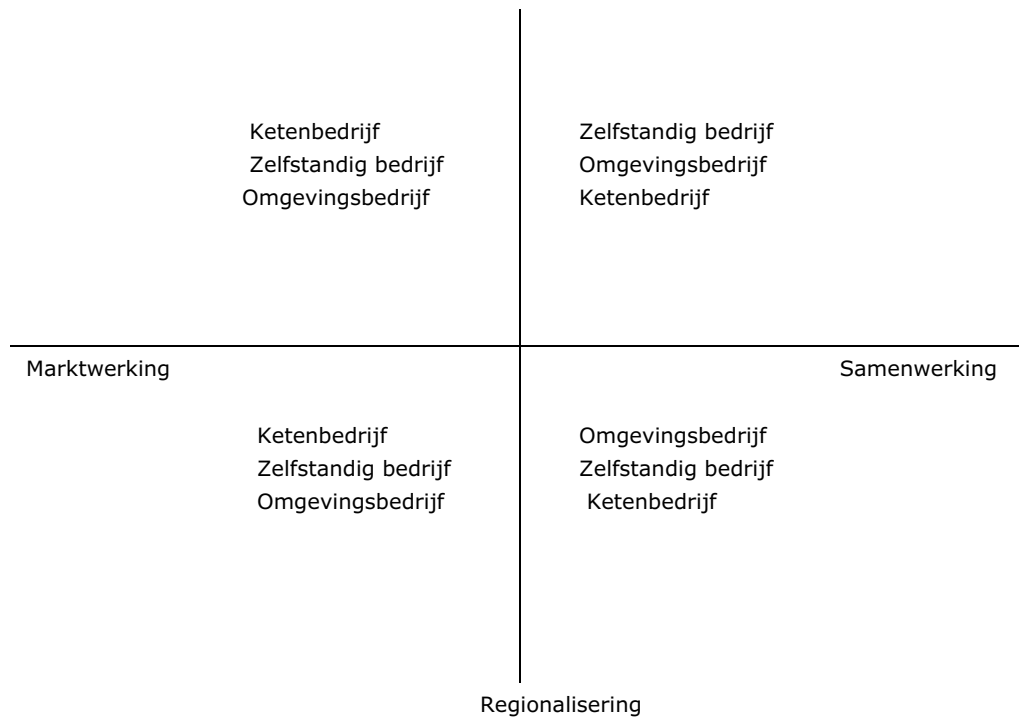 Ketenbedrijf
Zelfstandig bedrijf
Omgevingsbedrijf
Zelfstandig bedrijf
Omgevingsbedrijf
Ketenbedrijf
Marktwerking
Samenwerking
Ketenbedrijf
Zelfstandig bedrijf
Omgevingsbedrijf
Omgevingsbedrijf
Zelfstandig bedrijf
Ketenbedrijf
Regionalisering